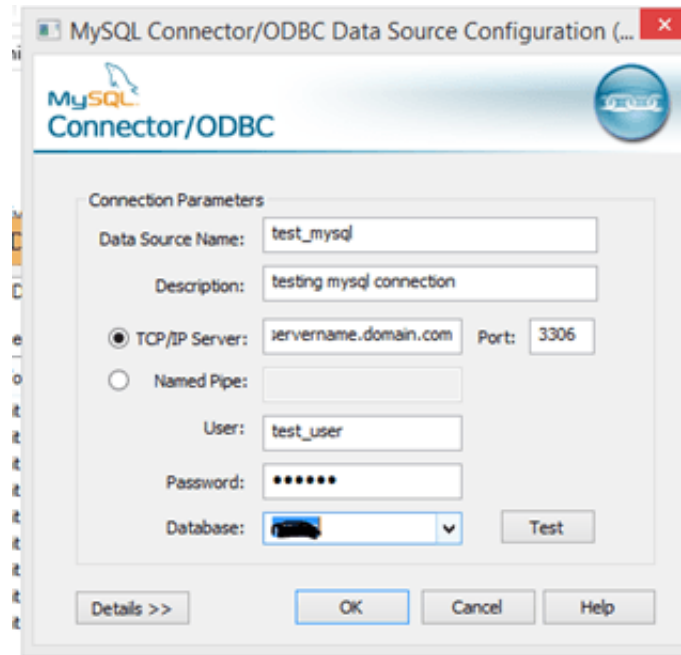 MySQL Connector/ODBC Data Source Configuration (...
MySQL
Connector/ODBC
Connection Parameters
Data Source Name: test_mysql
Description: testing mysql connection
TCP/IP Server: servername.domain.com Port: 3306
Named Pipe:
User: test_user
Password: ••••••
Database:
Test
Details >> OK Cancel Help